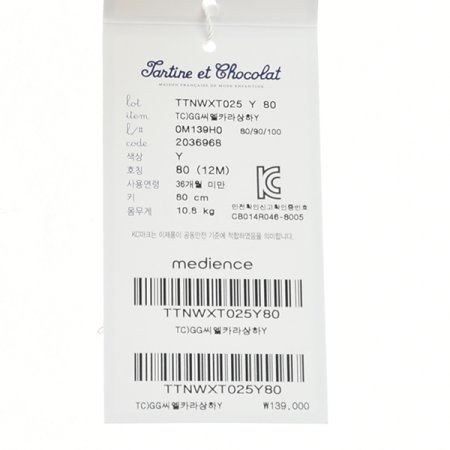 Tartine et Chocolat
MAISON FRANÇAISE DE MODE ENFANTINE
lot TTNWXT025 Y 80
item TC)GG씨엘카라상하Y
l/# 0M139H0 80/90/100
code 2036968
색상 Y
호칭 80 (12M)
사용연령 36개월 미만
키 80 cm
몸무게 10.8 kg
안전확인신고확인증번호
CB014R046-8005
KC마크는 이제품이 공동안전 기준에 적합하였음을 의미합니다.
medience
TTNWXT025Y80
TC)GG씨엘카라상하Y
TTNWXT025Y80
TC)GG씨엘카라상하Y ₩139,000